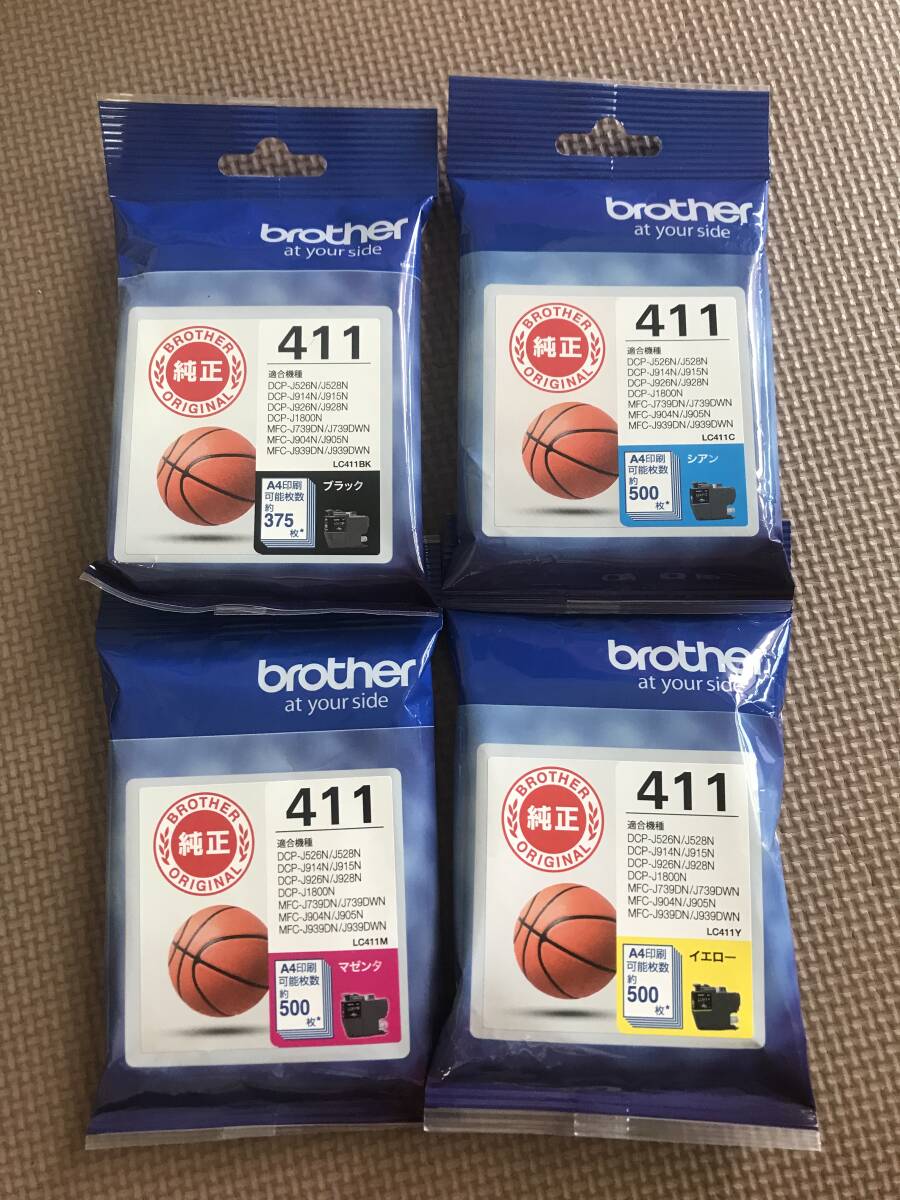 brother
at your side
BROTHER
純正
ORIGINAL
411
適合機種
DCP-J526N/J528N
DCP-J914N/J915N
DCP-J926N/J928N
DCP-J1800N
MFC-J739DN/J739DWN
MFC-J904N/J905N
MFC-J939DN/J939DWN
LC411BK
A4印刷
可能枚数
約
375
枚*
ブラック
brother
at your side
BROTHER
純正
ORIGINAL
411
適合機種
DCP-J526N/J528N
DCP-J914N/J915N
DCP-J926N/J928N
DCP-J1800N
MFC-J739DN/J739DWN
MFC-J904N/J905N
MFC-J939DN/J939DWN
LC411C
A4印刷
可能枚数
約
500
枚*
シアン
brother
at your side
BROTHER
純正
ORIGINAL
411
適合機種
DCP-J526N/J528N
DCP-J914N/J915N
DCP-J926N/J928N
DCP-J1800N
MFC-J739DN/J739DWN
MFC-J904N/J905N
MFC-J939DN/J939DWN
LC411M
A4印刷
可能枚数
約
500
枚*
マゼンタ
brother
at your side
BROTHER
純正
ORIGINAL
411
適合機種
DCP-J526N/J528N
DCP-J914N/J915N
DCP-J926N/J928N
DCP-J1800N
MFC-J739DN/J739DWN
MFC-J904N/J905N
MFC-J939DN/J939DWN
LC411Y
A4印刷
可能枚数
約
500
枚*
イエロー